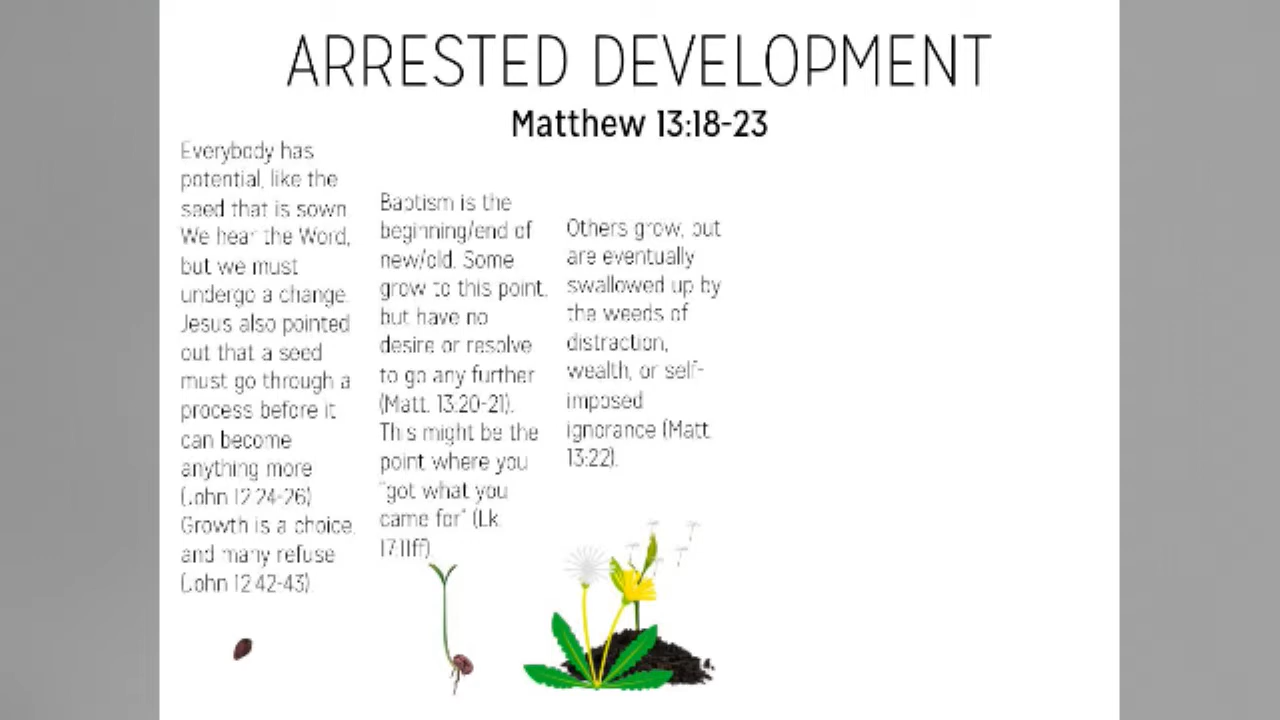 ARRESTED DEVELOPMENT
Matthew 13:18-23
Everybody has
potential, like the
seed that is sown.
We hear the Word,
but we must
undergo a change.
Jesus also pointed
out that a seed
must go through a
process before it
can become
anything more
(John 12:24-26).
Growth is a choice,
and many refuse
(John 12:42-43).
Baptism is the
beginning/end of
new/old. Some
grow to this point,
but have no
desire or resolve
to go any further
(Matt. 13:20-21).
This might be the
point where you
"got what you
came for" (Lk.
17:11ff).
Others grow, but
are eventually
swallowed up by
the weeds of
distraction,
wealth, or self-
imposed
ignorance (Matt.
13:22).